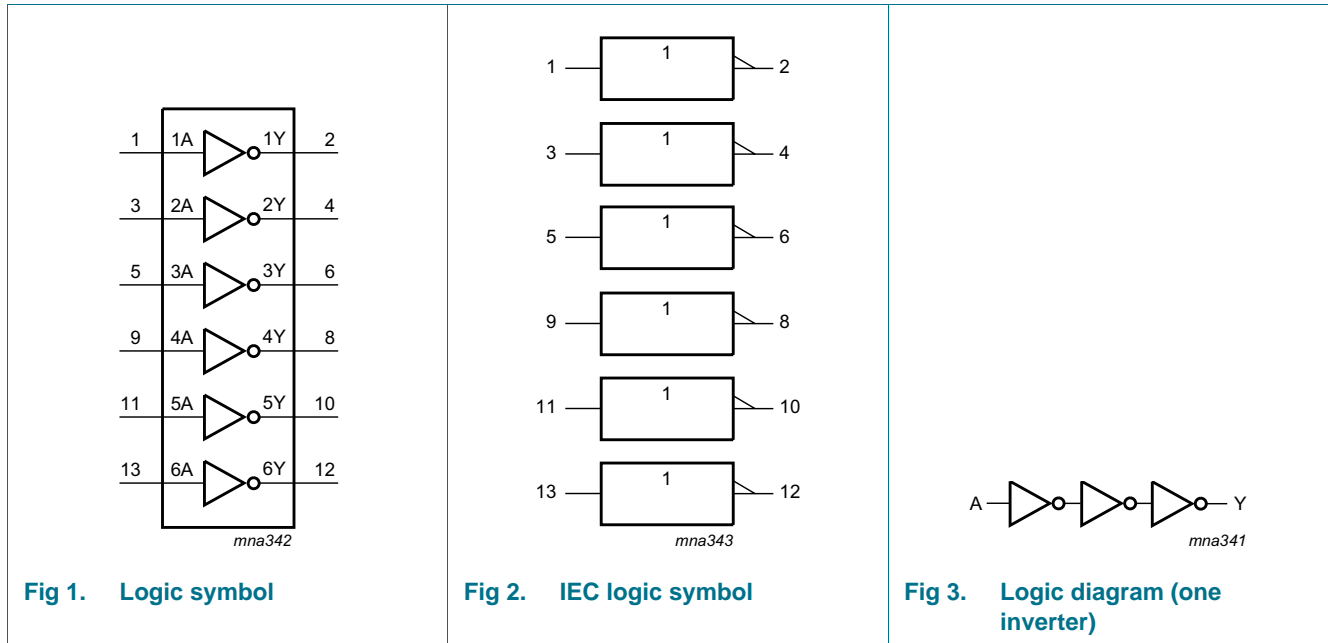 1 1A 1Y 2
3 2A 2Y 4
5 3A 3Y 6
9 4A 4Y 8
11 5A 5Y 10
13 6A 6Y 12
mna342
Fig 1. Logic symbol
1 1 2
3 1 4
5 1 6
9 1 8
11 1 10
13 1 12
mna343
Fig 2. IEC logic symbol
A Y
mna341
Fig 3. Logic diagram (one
inverter)